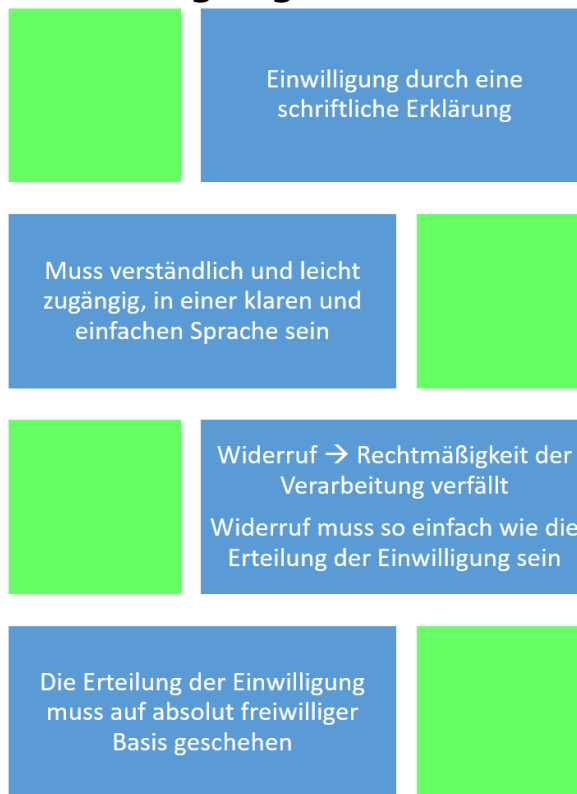 Einwilligung durch eine
schriftliche Erklärung
Muss verständlich und leicht
zugängig, in einer klaren und
einfachen Sprache sein
Widerruf → Rechtmäßigkeit der
Verarbeitung verfällt
Widerruf muss so einfach wie die
Erteilung der Einwilligung sein
Die Erteilung der Einwilligung
muss auf absolut freiwilliger
Basis geschehen